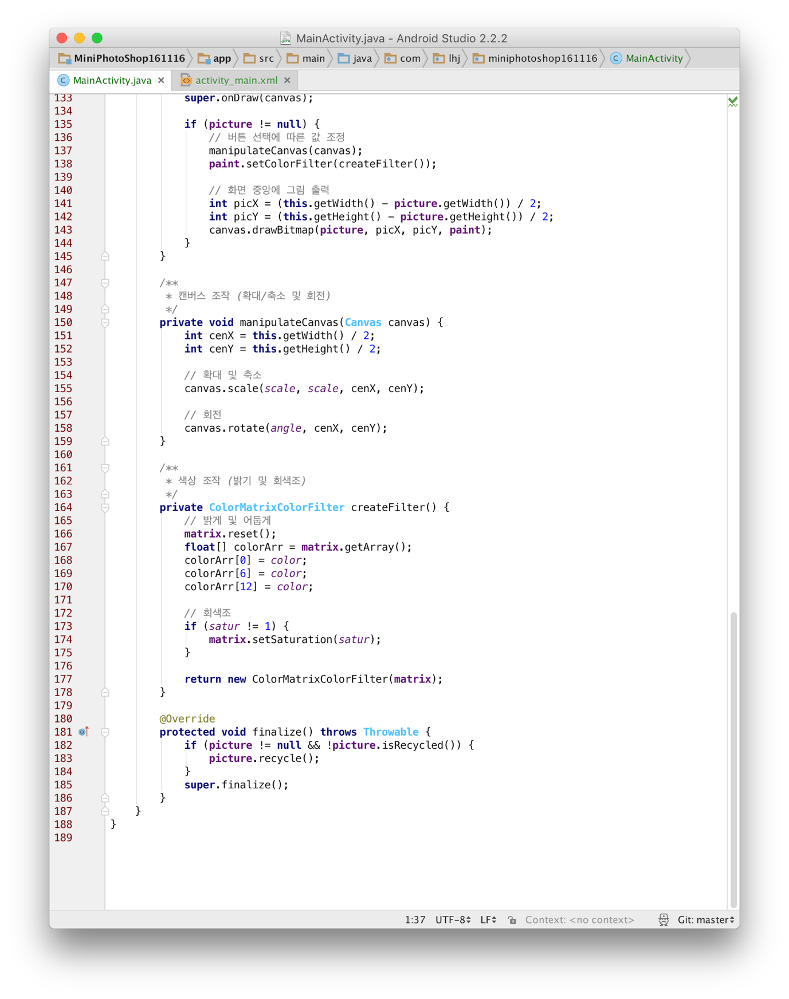 MainActivity.java - Android Studio 2.2.2
MiniPhotoShop161116 app src main java com lhj miniphotoshop161116 MainActivity
MainActivity.java activity_main.xml
133 super.onDraw(canvas);
134
135 if (picture != null) {
136 // 버튼 선택에 따른 값 조정
137 manipulateCanvas(canvas);
138 paint.setColorFilter(createFilter());
139
140 // 화면 중앙에 그림 출력
141 int picX = (this.getWidth() - picture.getWidth()) / 2;
142 int picY = (this.getHeight() - picture.getHeight()) / 2;
143 canvas.drawBitmap(picture, picX, picY, paint);
144 }
145 }
146
147 /**
148 * 캔버스 조작 (확대/축소 및 회전)
149 */
150 private void manipulateCanvas(Canvas canvas) {
151 int cenX = this.getWidth() / 2;
152 int cenY = this.getHeight() / 2;
153
154 // 확대 및 축소
155 canvas.scale(scale, scale, cenX, cenY);
156
157 // 회전
158 canvas.rotate(angle, cenX, cenY);
159 }
160
161 /**
162 * 색상 조작 (밝기 및 회색조)
163 */
164 private ColorMatrixColorFilter createFilter() {
165 // 밝게 및 어둡게
166 matrix.reset();
167 float[] colorArr = matrix.getArray();
168 colorArr[0] = color;
169 colorArr[6] = color;
170 colorArr[12] = color;
171
172 // 회색조
173 if (satur != 1) {
174 matrix.setSaturation(satur);
175 }
176
177 return new ColorMatrixColorFilter(matrix);
178 }
179
180 @Override
181 protected void finalize() throws Throwable {
182 if (picture != null && !picture.isRecycled()) {
183 picture.recycle();
184 }
185 super.finalize();
186 }
187 }
188 }
189
1:37 UTF-8 LF Context: <no context> Git: master